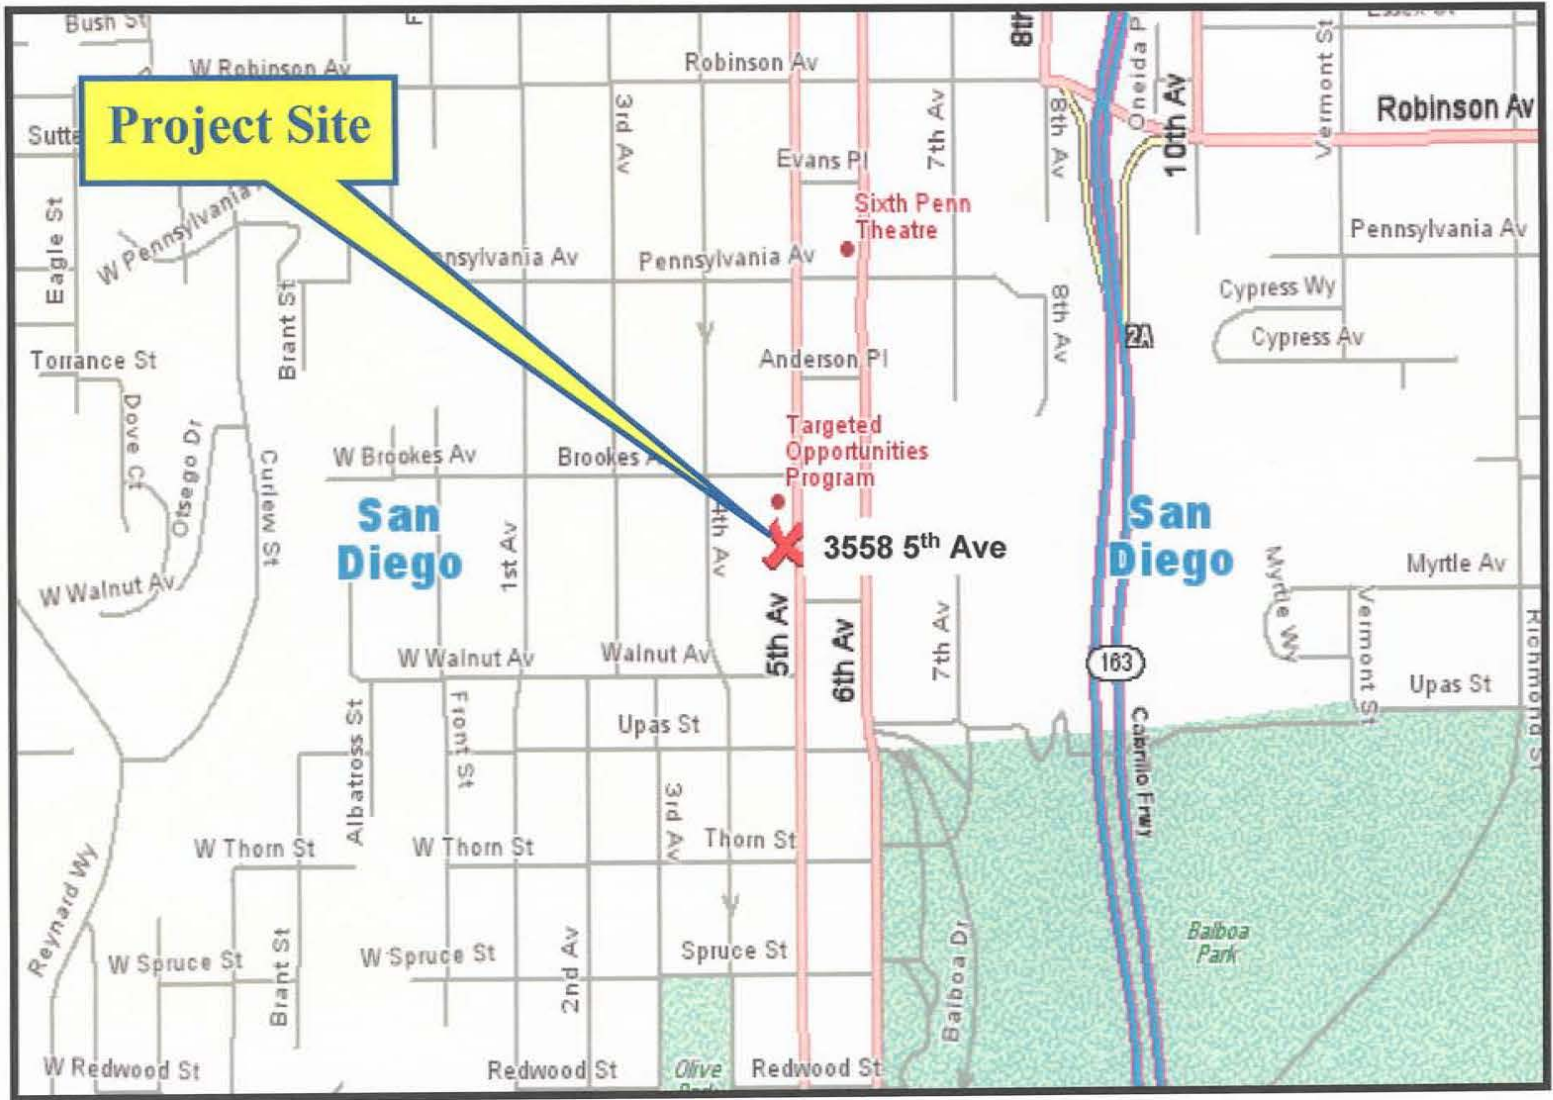 Bush St
Essex St
8th
Oneida P
Vermont St
10th Av
W Robinson Av
Robinson Av
Robinson Av
Project Site
3rd Av
7th Av
8th Av
Evans Pl
Sixth Penn
Theatre
Eagle St
W Pennsylvania
nsylvania Av
Pennsylvania Av
Pennsylvania Av
Brant St
8th Av
Cypress Wy
Cypress Av
2A
Torrance St
Anderson Pl
Dove Ct
Otsego Dr
Curlew St
W Brookes Av
Brookes A
Targeted
Opportunities
Program
San
Diego
1st Av
4th Av
3558 5th Ave
San
Diego
Myrtle Av
Myrtle Wy
Vermont St
Richmond St
W Walnut Av
W Walnut Av
Walnut Av
5th Av
6th Av
7th Av
163
Upas St
Upas St
Albatross St
Front St
Cabrillo Frwy
3rd Av
W Thorn St
W Thorn St
Thorn St
Reynard Wy
W Spruce St
Brant St
W Spruce St
2nd Av
Spruce St
Balboa Dr
Balboa
Park
W Redwood St
Redwood St
Olive
Park
Redwood St